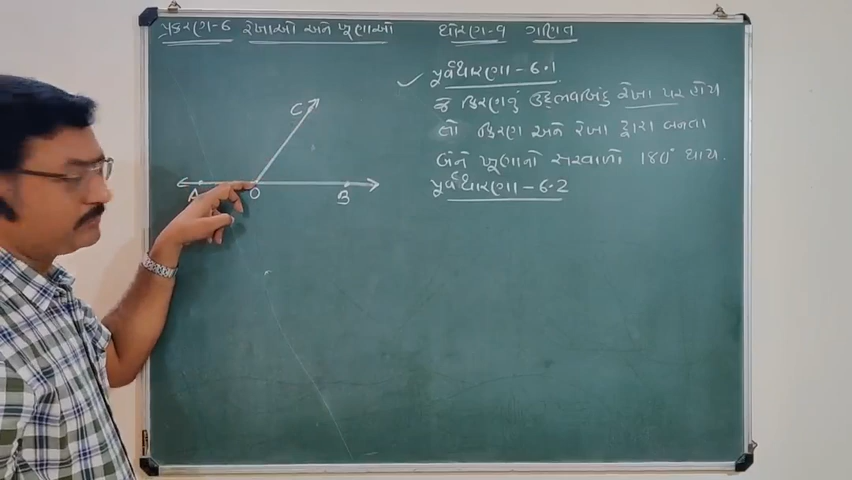 પ્રકરણ-6 રેખાઓ અને ખૂણાઓ ધોરણ-9 ગણિત
પૂર્વધારણા - 6.1
જે કિરણનું ઉદ્ભવબિંદુ રેખા પર હોય
તો કિરણ અને રેખા દ્વારા બનતા
બંને ખૂણાનો સરવાળો 180° થાય.
પૂર્વધારણા - 6.2
C
A O B